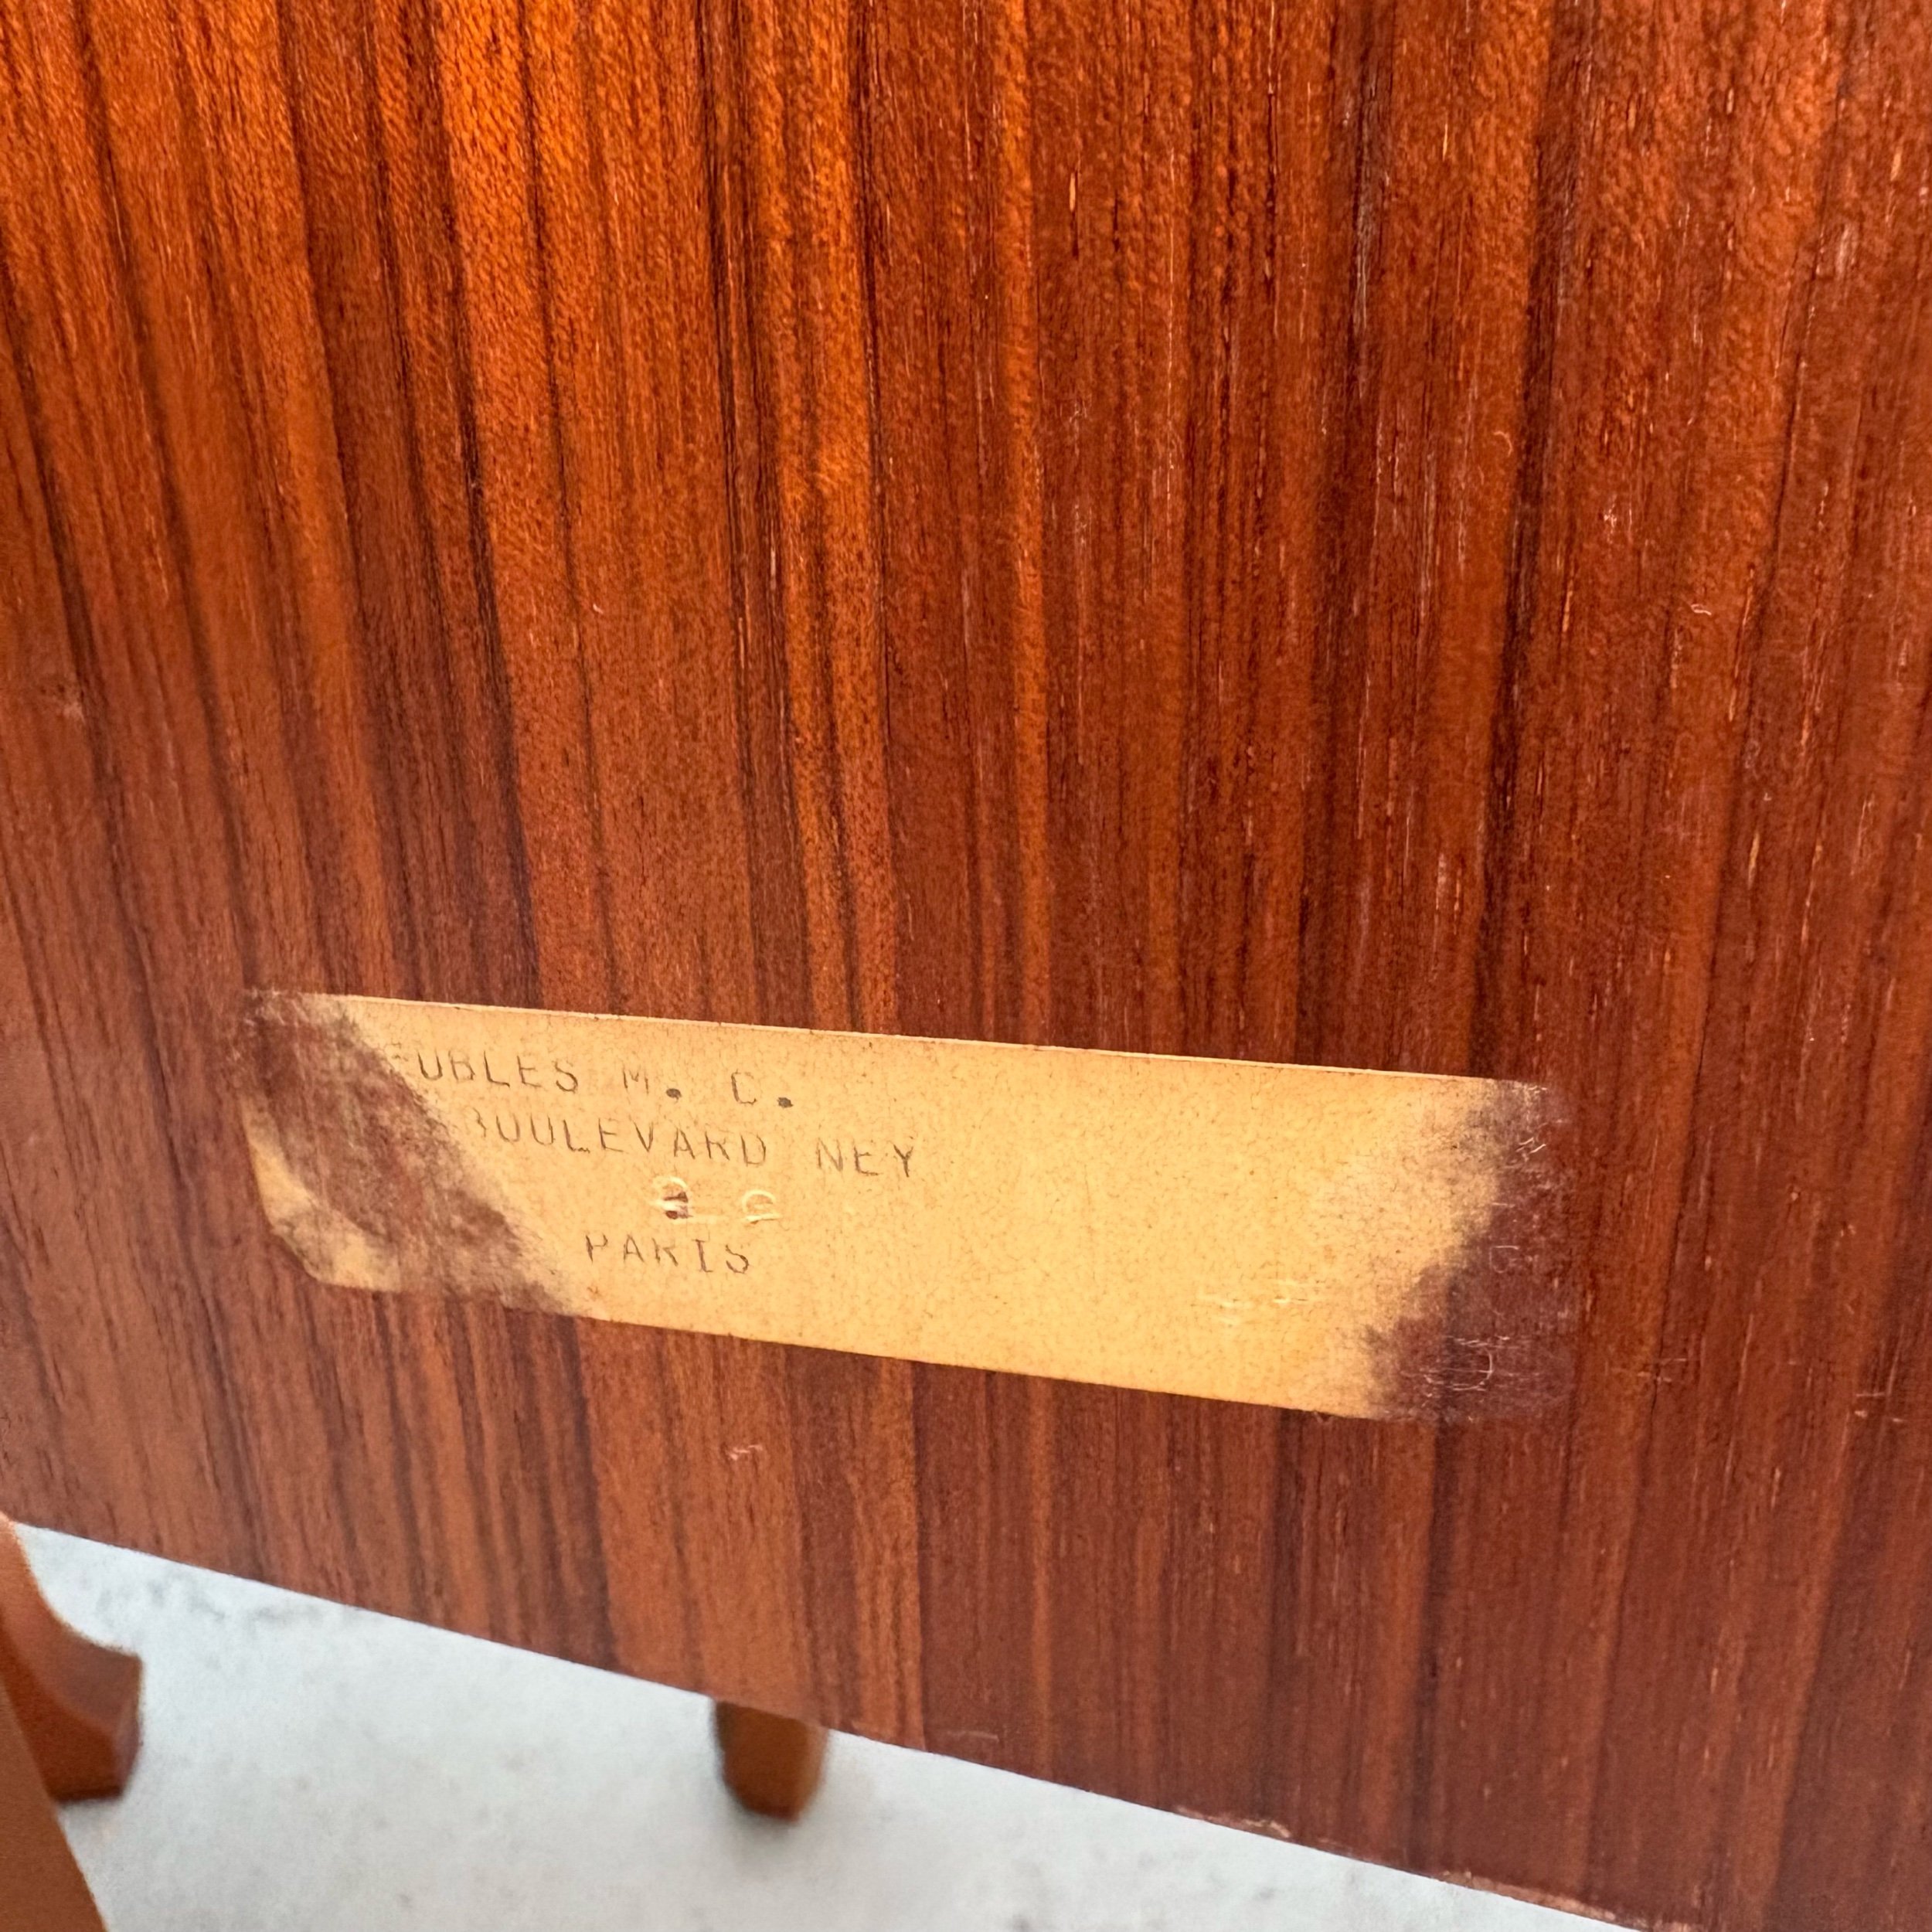 EUBLES M. C.
BOULEVARD NEY
PARIS